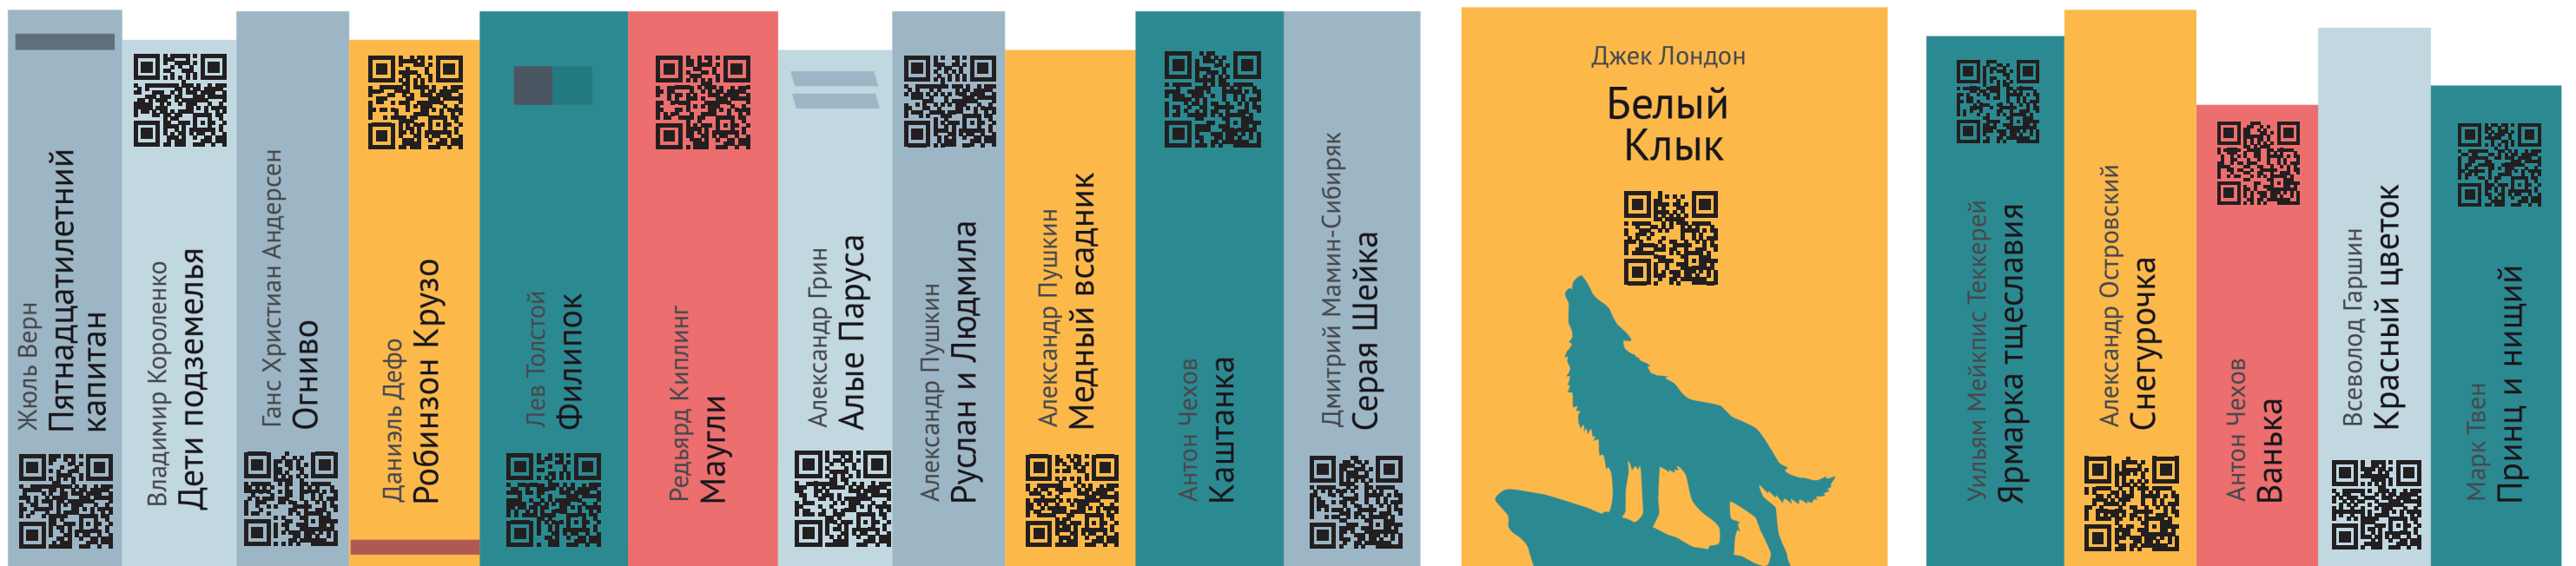 Жюль Верн
Пятнадцатилетний
капитан
Владимир Короленко
Дети подземелья
Ганс Христиан Андерсен
Огниво
Даниэль Дефо
Робинзон Крузо
Лев Толстой
Филипок
Редьярд Киплинг
Маугли
Александр Грин
Алые Паруса
Александр Пушкин
Руслан и Людмила
Александр Пушкин
Медный всадник
Антон Чехов
Каштанка
Дмитрий Мамин-Сибиряк
Серая Шейка
Джек Лондон
Белый
Клык
Уильям Мейкпис Теккерей
Ярмарка тщеславия
Александр Островский
Снегурочка
Антон Чехов
Ванька
Всеволод Гаршин
Красный цветок
Марк Твен
Принц и нищий